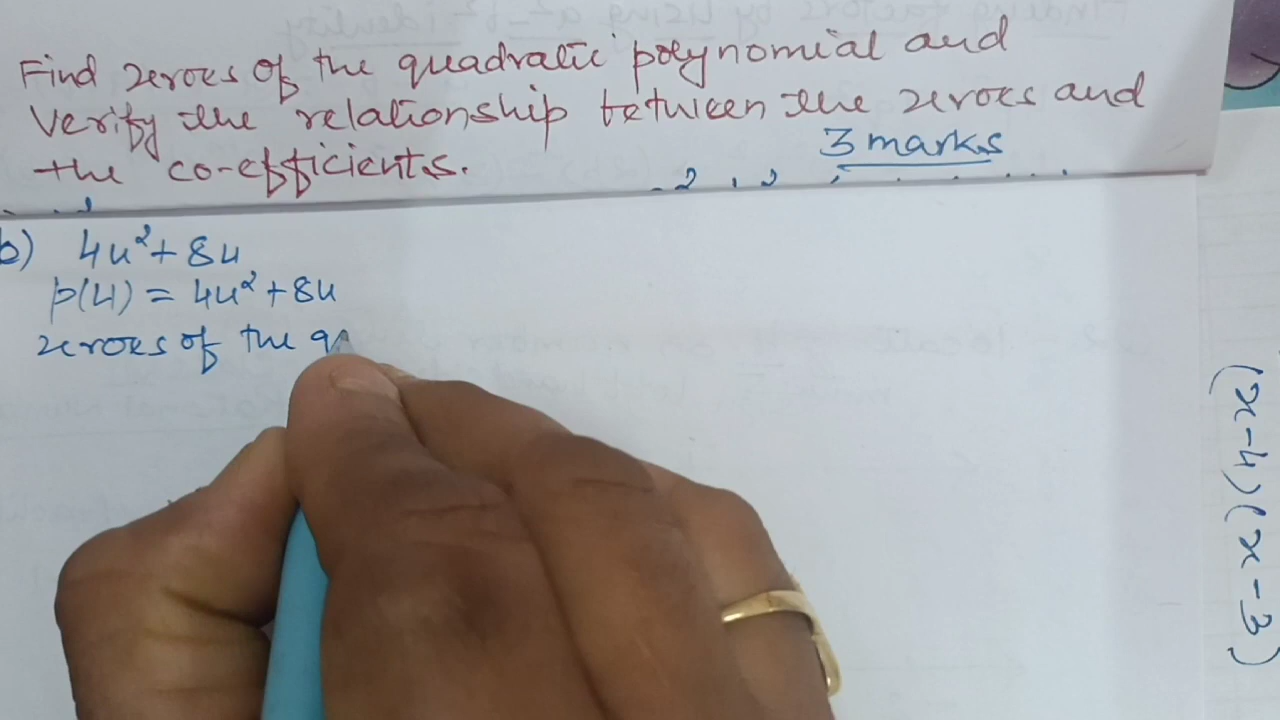 Find zeroes of the quadratic polynomial and
Verify the relationship between the zeroes and
the co-efficients.
3 marks
b) 4u²+8u
p(u) = 4u²+8u
zeroes of the q
(x-4)(x-3)